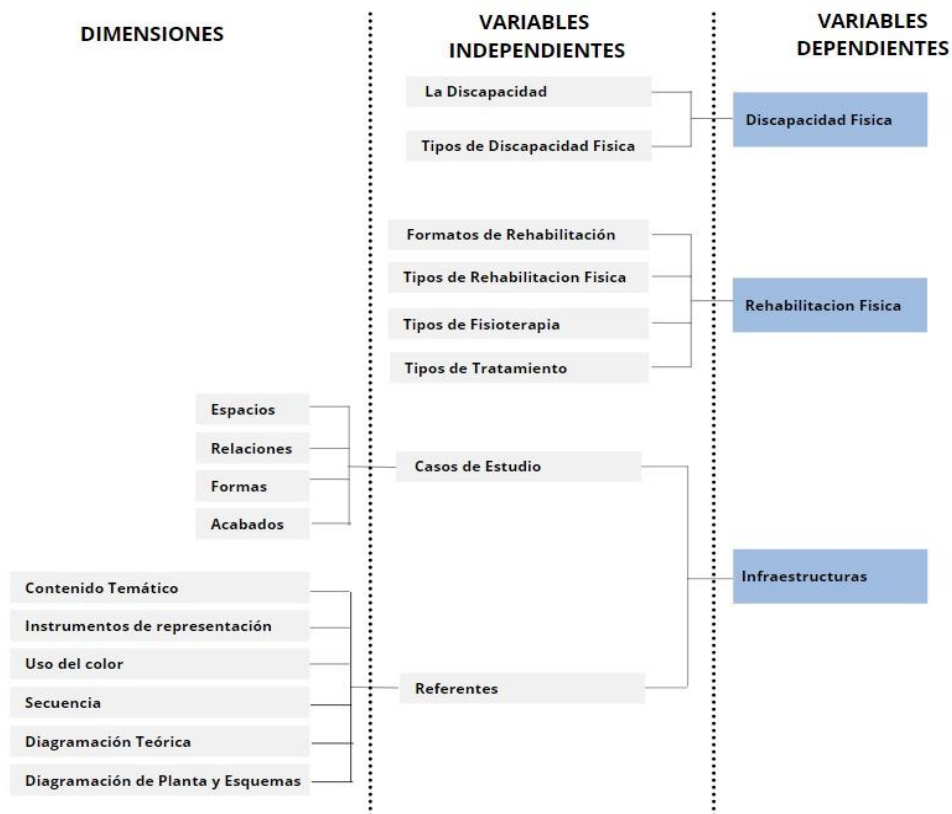 DIMENSIONES
VARIABLES
INDEPENDIENTES
VARIABLES
DEPENDIENTES
La Discapacidad
Tipos de Discapacidad Fisica
Discapacidad Fisica
Formatos de Rehabilitación
Tipos de Rehabilitacion Fisica
Tipos de Fisioterapia
Tipos de Tratamiento
Rehabilitacion Fisica
Espacios
Relaciones
Formas
Acabados
Casos de Estudio
Infraestructuras
Contenido Temático
Instrumentos de representación
Uso del color
Secuencia
Diagramación Teórica
Diagramación de Planta y Esquemas
Referentes